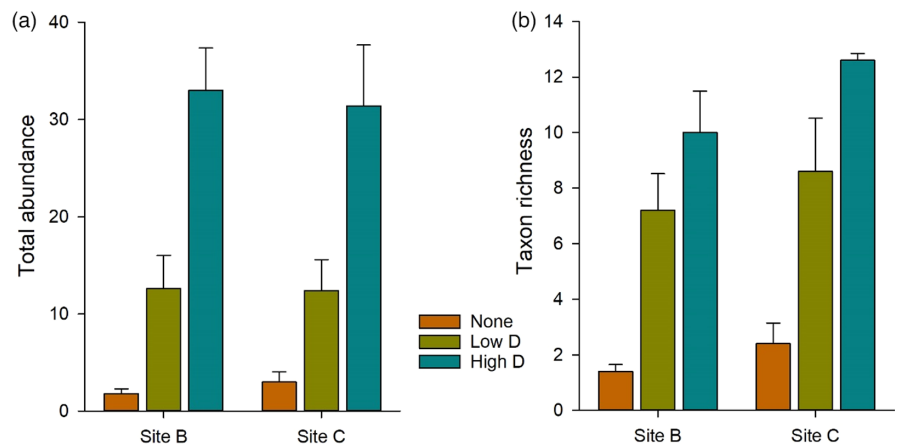 (a)
Total abundance
40
30
20
10
0
Site B
Site C
None
Low D
High D
(b)
Taxon richness
14
12
10
8
6
4
2
0
Site B
Site C